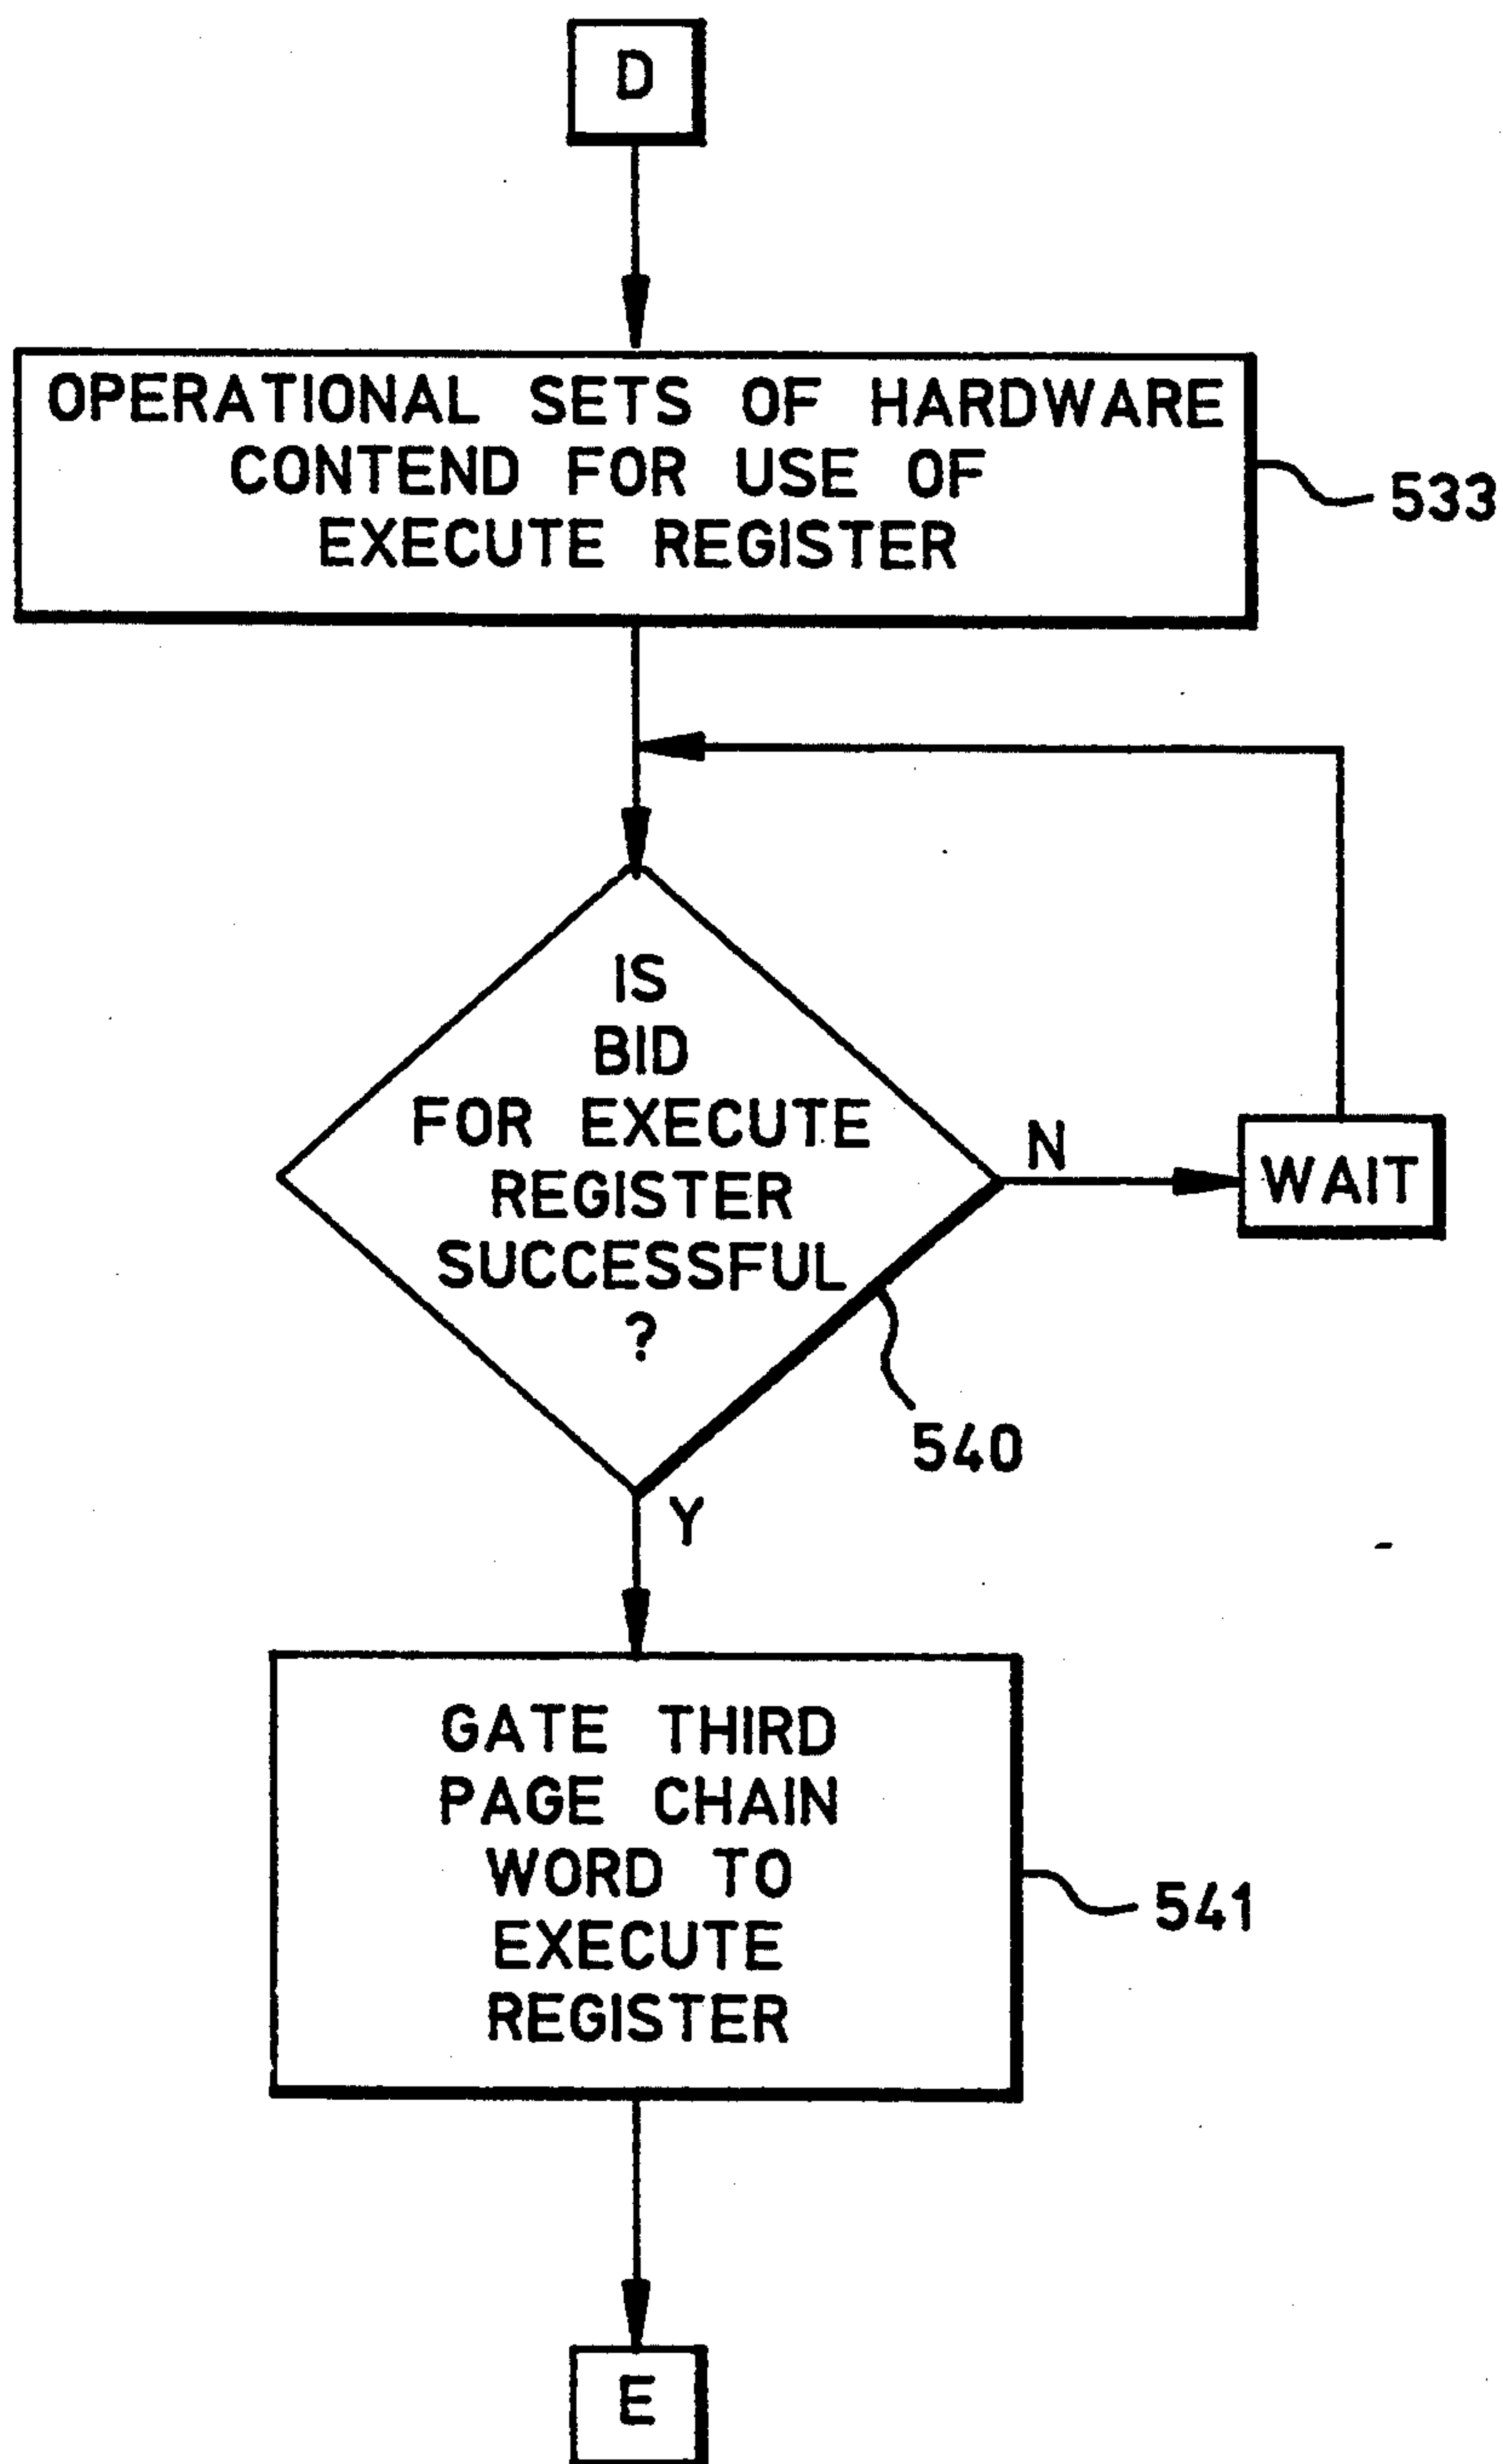 D
OPERATIONAL SETS OF HARDWARE
CONTEND FOR USE OF
EXECUTE REGISTER
533
IS
BID
FOR EXECUTE
REGISTER
SUCCESSFUL
?
N
WAIT
540
Y
GATE THIRD
PAGE CHAIN
WORD TO
EXECUTE
REGISTER
541
E